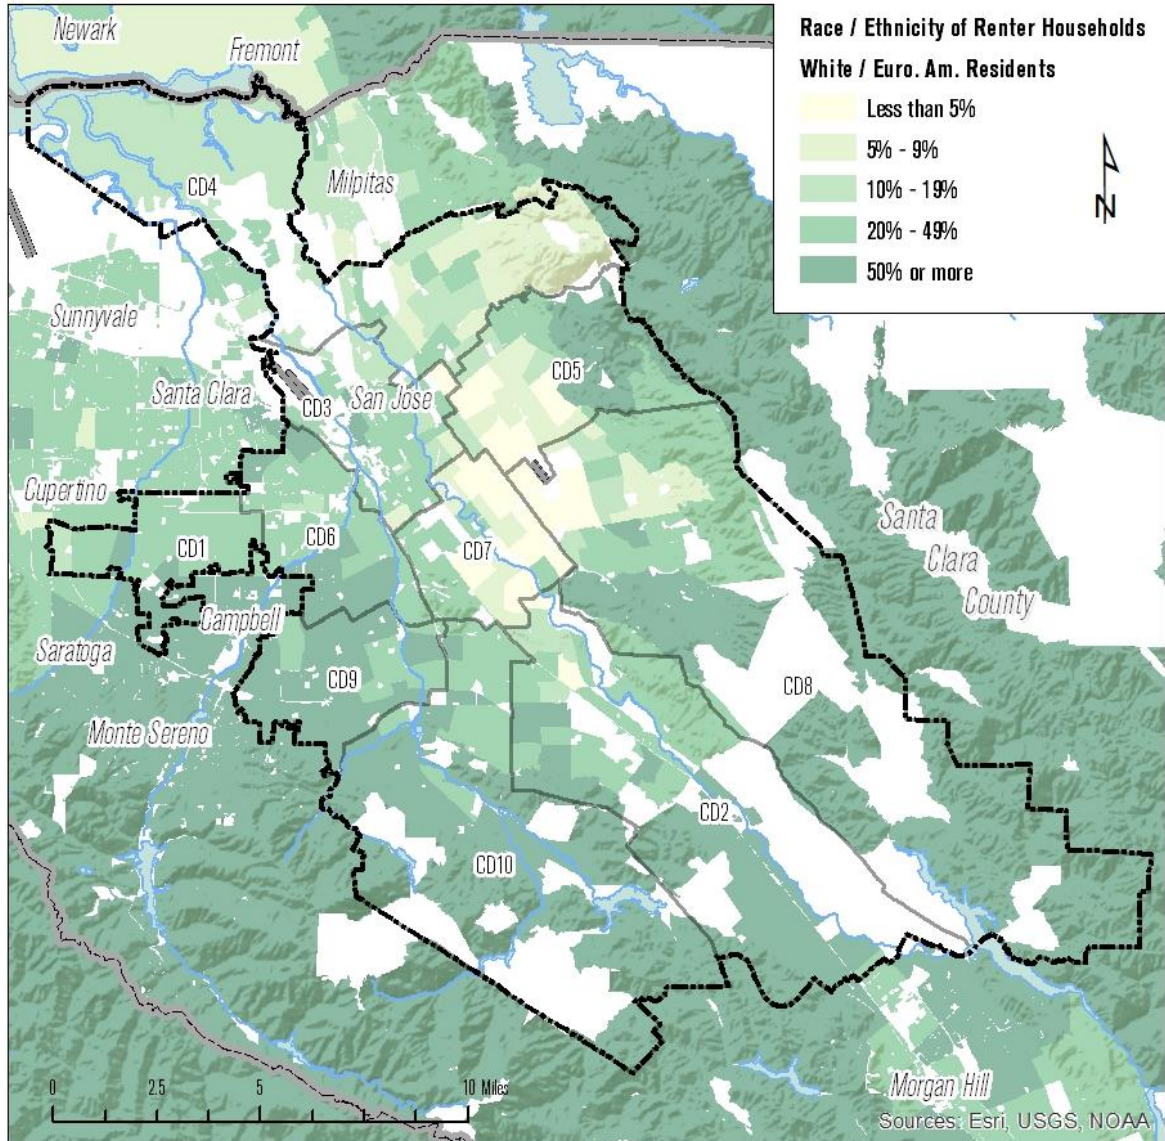 Race / Ethnicity of Renter Households
White / Euro. Am. Residents
Less than 5%
5% - 9%
10% - 19%
20% - 49%
50% or more
N
Newark
Fremont
Milpitas
CD4
Sunnyvale
Santa Clara
CD3
San Jose
CD5
Cupertino
CD1
CD6
CD7
Santa
Clara
County
Campbell
Saratoga
CD9
CD8
Monte Sereno
CD2
CD10
Morgan Hill
0 2.5 5 10 Miles
Sources: Esri, USGS, NOAA